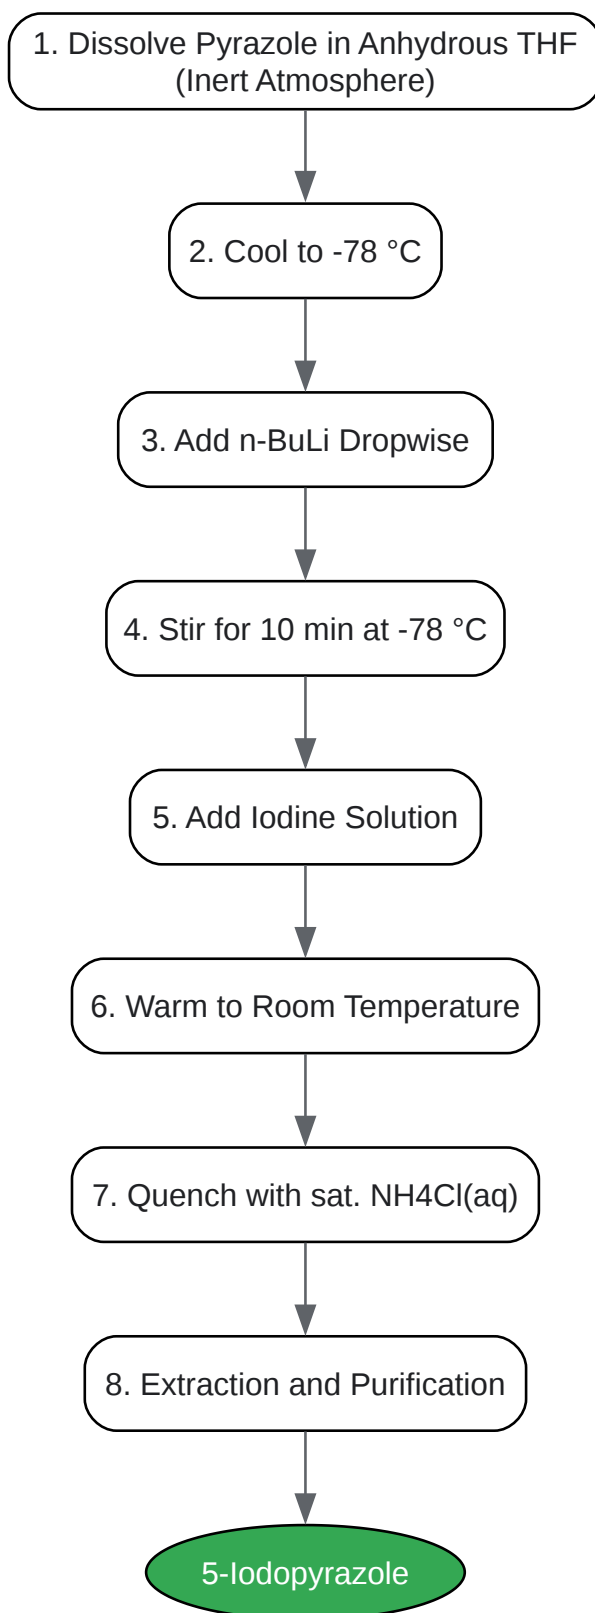 1. Dissolve Pyrazole in Anhydrous THF
(Inert Atmosphere)
2. Cool to -78 °C
3. Add n-BuLi Dropwise
4. Stir for 10 min at -78 °C
5. Add Iodine Solution
6. Warm to Room Temperature
7. Quench with sat. NH4Cl(aq)
8. Extraction and Purification
5-Iodopyrazole